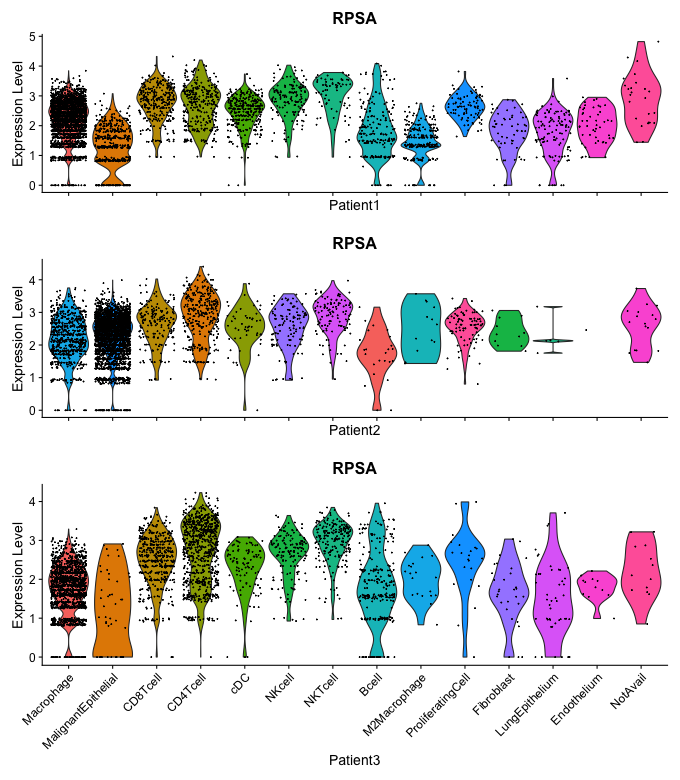 RPSA
Expression Level
5
4
3
2
1
0
Patient1
RPSA
Expression Level
4
3
2
1
0
Patient2
RPSA
Expression Level
4
3
2
1
0
Macrophage
MalignantEpithelial
CD8Tcell
CD4Tcell
cDC
NKcell
NKTcell
Bcell
M2Macrophage
ProliferatingCell
Fibroblast
LungEpithelium
Endothelium
NotAvail
Patient3